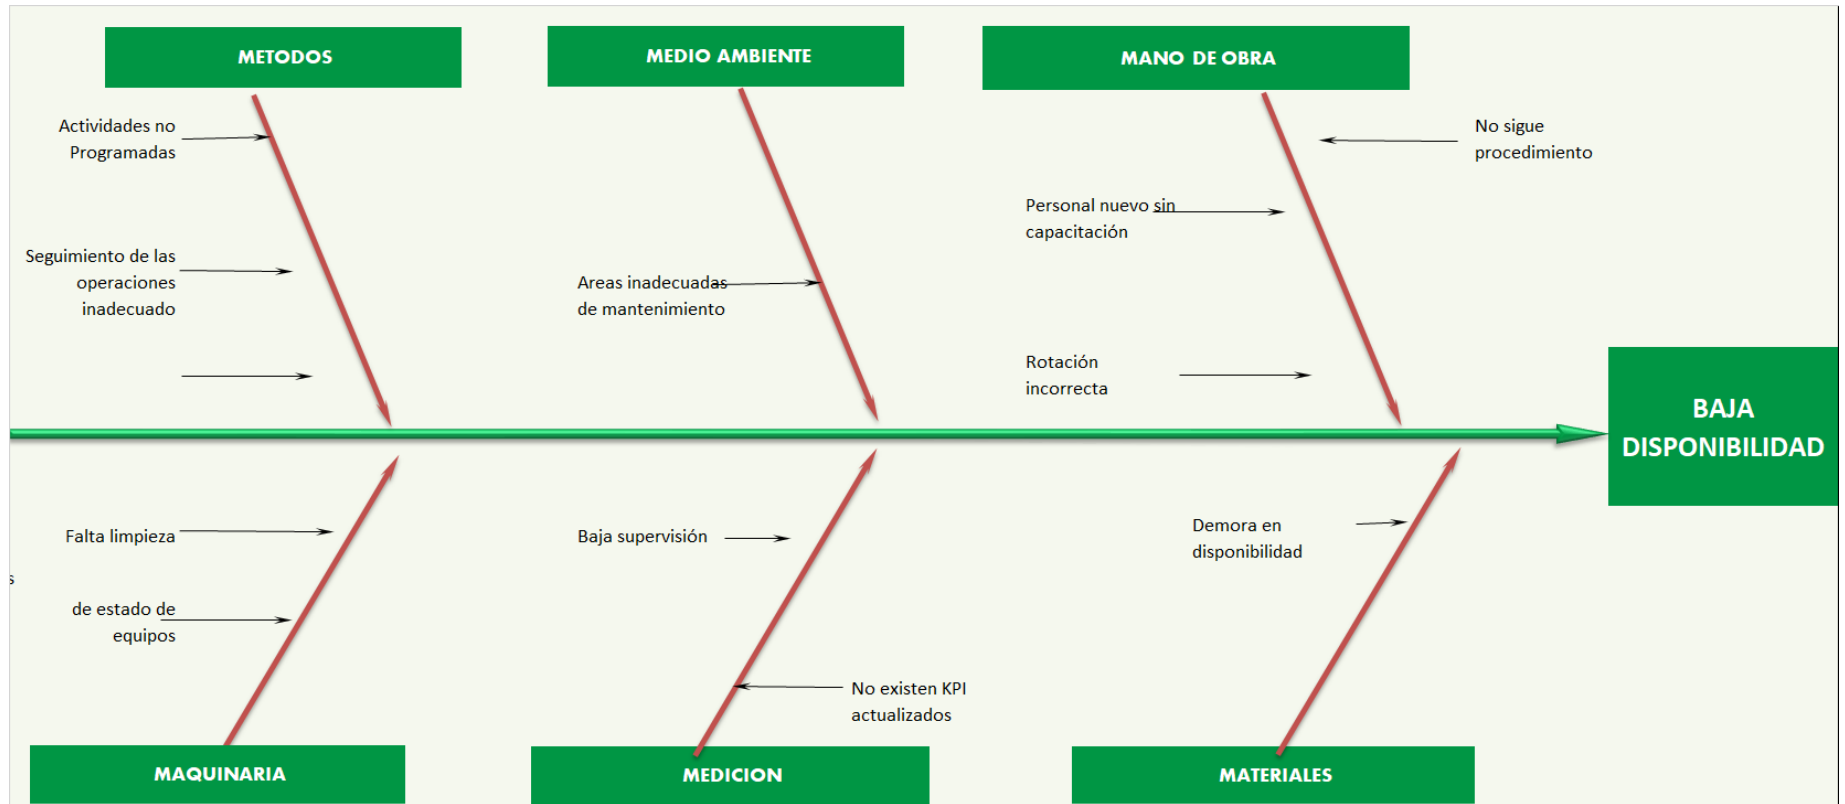 METODOS
MEDIO AMBIENTE
MANO DE OBRA
Actividades no
Programadas
No sigue
procedimiento
Personal nuevo sin
capacitación
Seguimiento de las
operaciones
inadecuado
Areas inadecuadas
de mantenimiento
Rotación
incorrecta
BAJA
DISPONIBILIDAD
Falta limpieza
Baja supervisión
Demora en
disponibilidad
s
de estado de
equipos
No existen KPI
actualizados
MAQUINARIA
MEDICION
MATERIALES